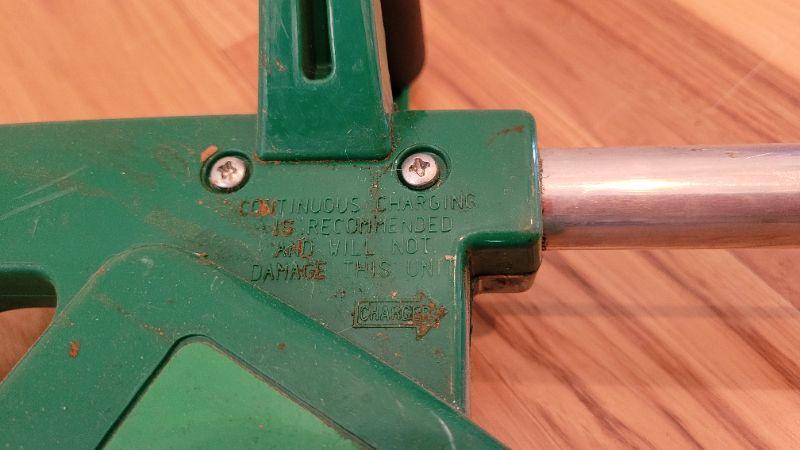 CONTINUOUS CHARGING
IS RECOMMENDED
AND WILL NOT
DAMAGE THIS UNIT
CHARGER